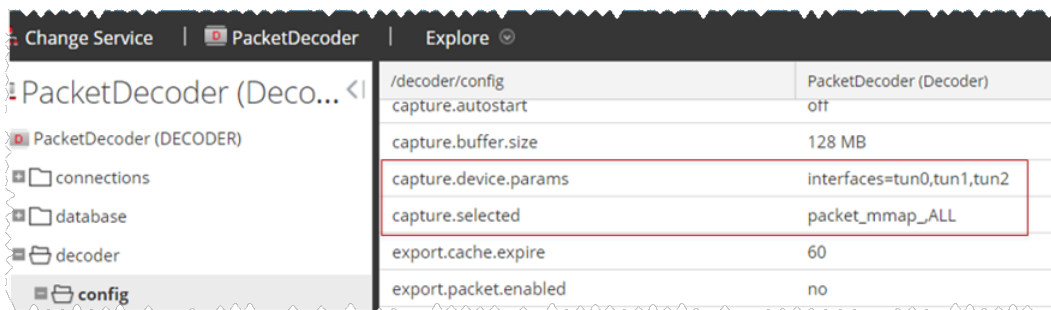 Change Service | PacketDecoder | Explore
PacketDecoder (Deco...
PacketDecoder (DECODER)
connections
database
decoder
config
/decoder/config PacketDecoder (Decoder)
capture.autostart off
capture.buffer.size 128 MB
capture.device.params interfaces=tun0,tun1,tun2
capture.selected packet_mmap_,ALL
export.cache.expire 60
export.packet.enabled no